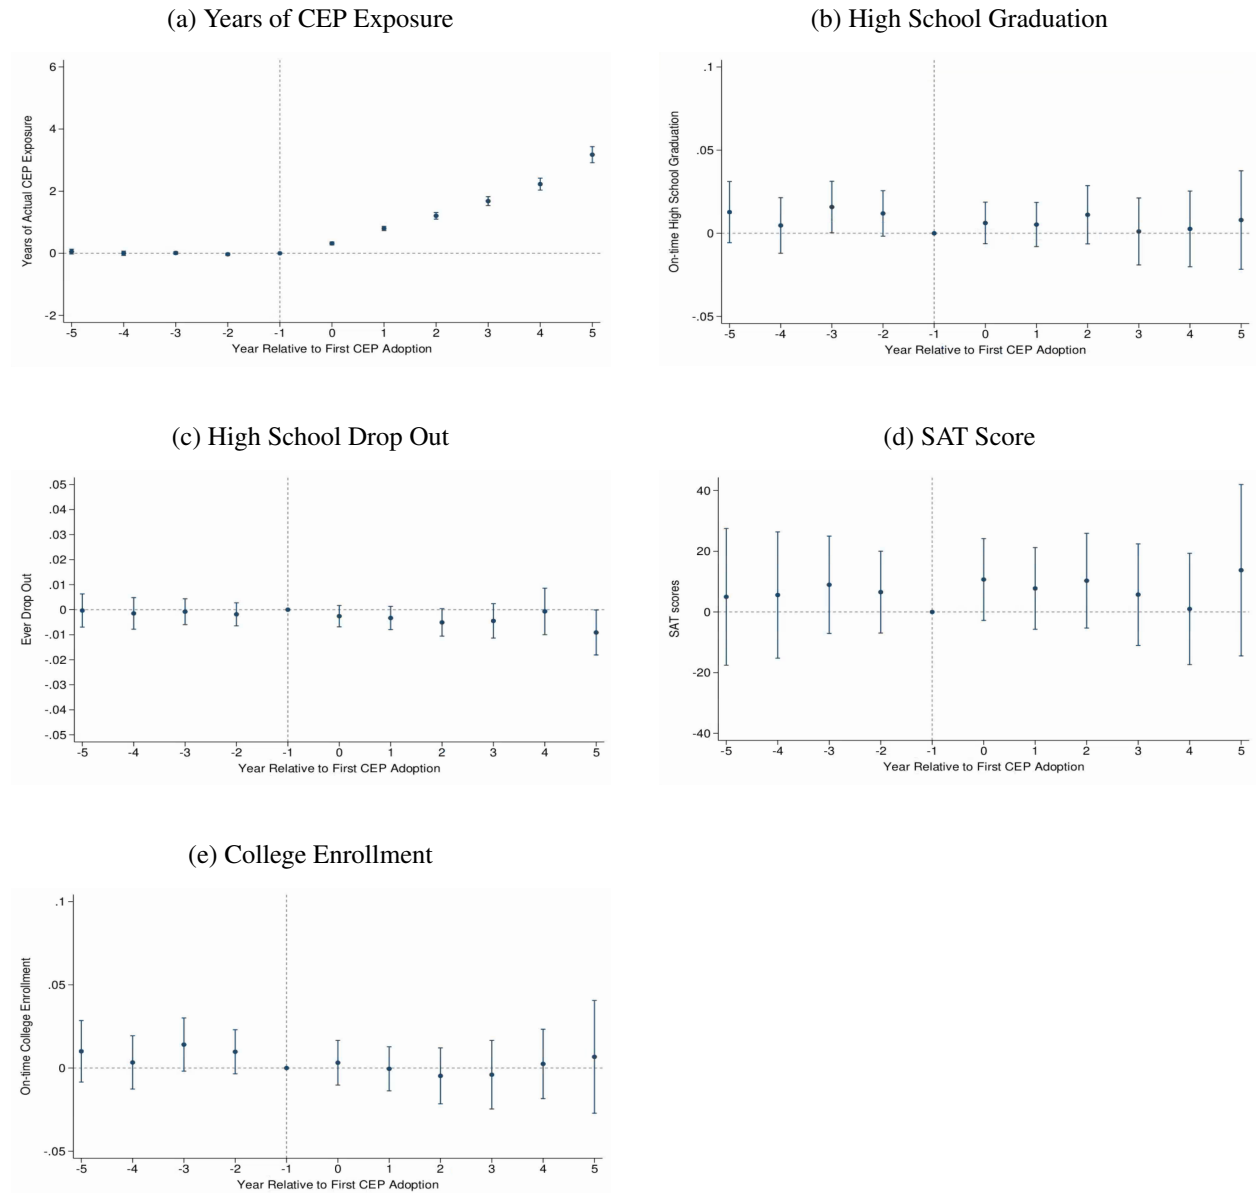 (a) Years of CEP Exposure
Years of Actual CEP Exposure
6
4
2
0
-2
-5 -4 -3 -2 -1 0 1 2 3 4 5
Year Relative to First CEP Adoption
(b) High School Graduation
On-time High School Graduation
.1
.05
0
-.05
-5 -4 -3 -2 -1 0 1 2 3 4 5
Year Relative to First CEP Adoption
(c) High School Drop Out
Ever Drop Out
.05
.04
.03
.02
.01
0
-.01
-.02
-.03
-.04
-.05
-5 -4 -3 -2 -1 0 1 2 3 4 5
Year Relative to First CEP Adoption
(d) SAT Score
SAT scores
40
20
0
-20
-40
-5 -4 -3 -2 -1 0 1 2 3 4 5
Year Relative to First CEP Adoption
(e) College Enrollment
On-time College Enrollment
.1
.05
0
-.05
-5 -4 -3 -2 -1 0 1 2 3 4 5
Year Relative to First CEP Adoption